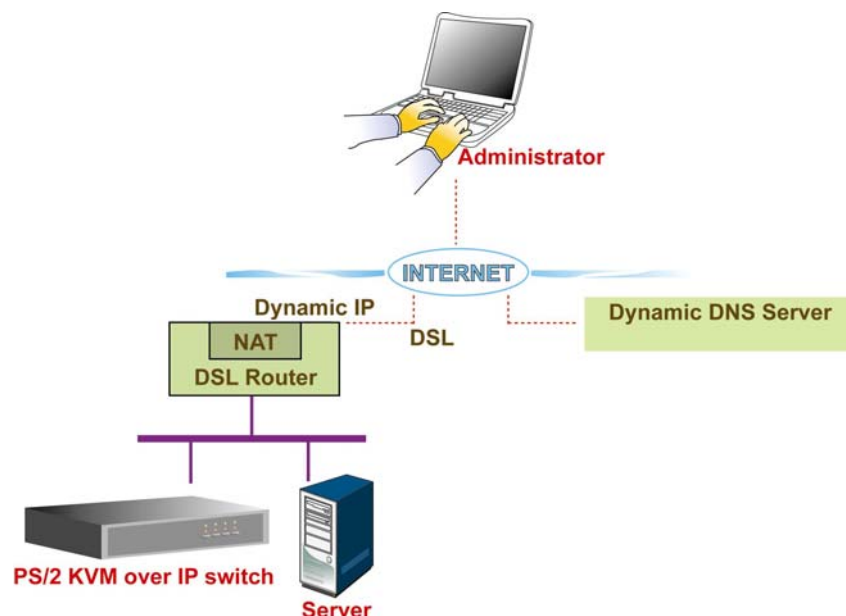 Administrator
INTERNET
Dynamic IP
Dynamic DNS Server
NAT
DSL
DSL Router
PS/2 KVM over IP switch
Server